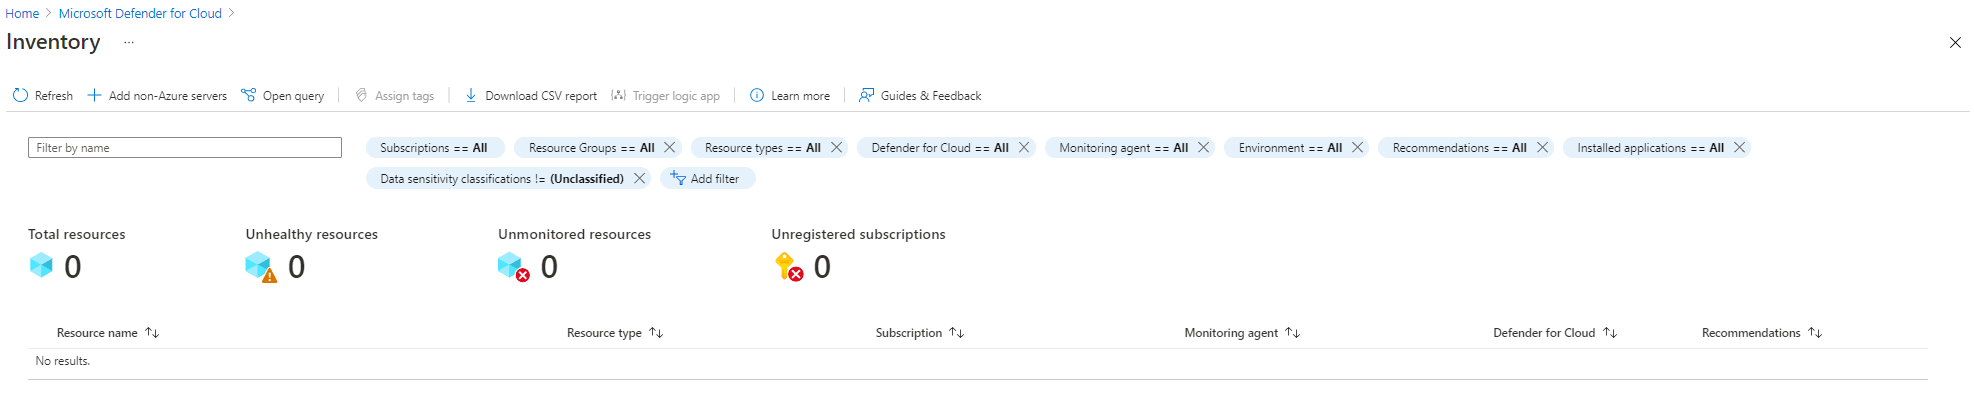 Home > Microsoft Defender for Cloud >
Inventory ...
Refresh + Add non-Azure servers Open query | Assign tags | Download CSV report Trigger logic app | Learn more | Guides & Feedback
Filter by name Subscriptions == All Resource Groups == All Resource types == All Defender for Cloud == All Monitoring agent == All Environment == All Recommendations == All Installed applications == All
Data sensitivity classifications != (Unclassified) Add filter
Total resources Unhealthy resources Unmonitored resources Unregistered subscriptions
0 0 0 0
Resource name ↑↓ Resource type ↑↓ Subscription ↑↓ Monitoring agent ↑↓ Defender for Cloud ↑↓ Recommendations ↑↓
No results.